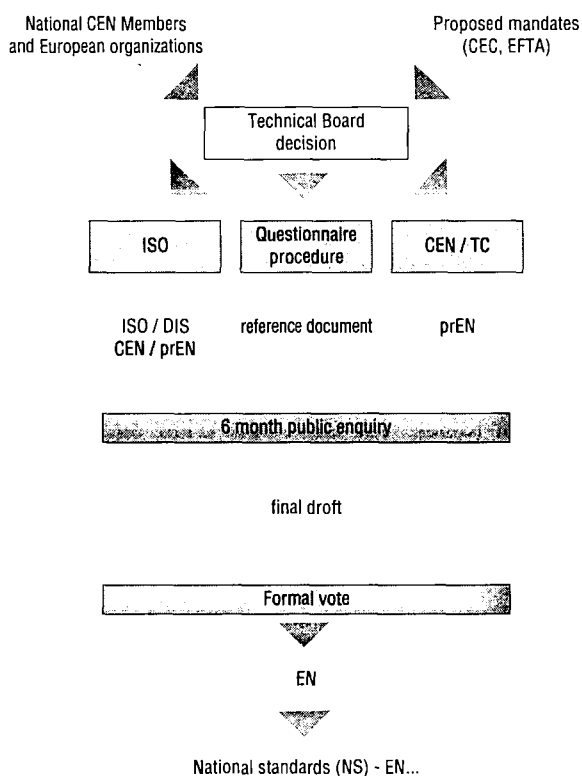 National CEN Members
and European organizations
Proposed mandates
(CEC, EFTA)
Technical Board
decision
ISO
Questionnaire
procedure
CEN / TC
ISO / DIS
CEN / prEN
reference document
prEN
6 month public enquiry
final droft
Formal vote
EN
National standards (NS) - EN...